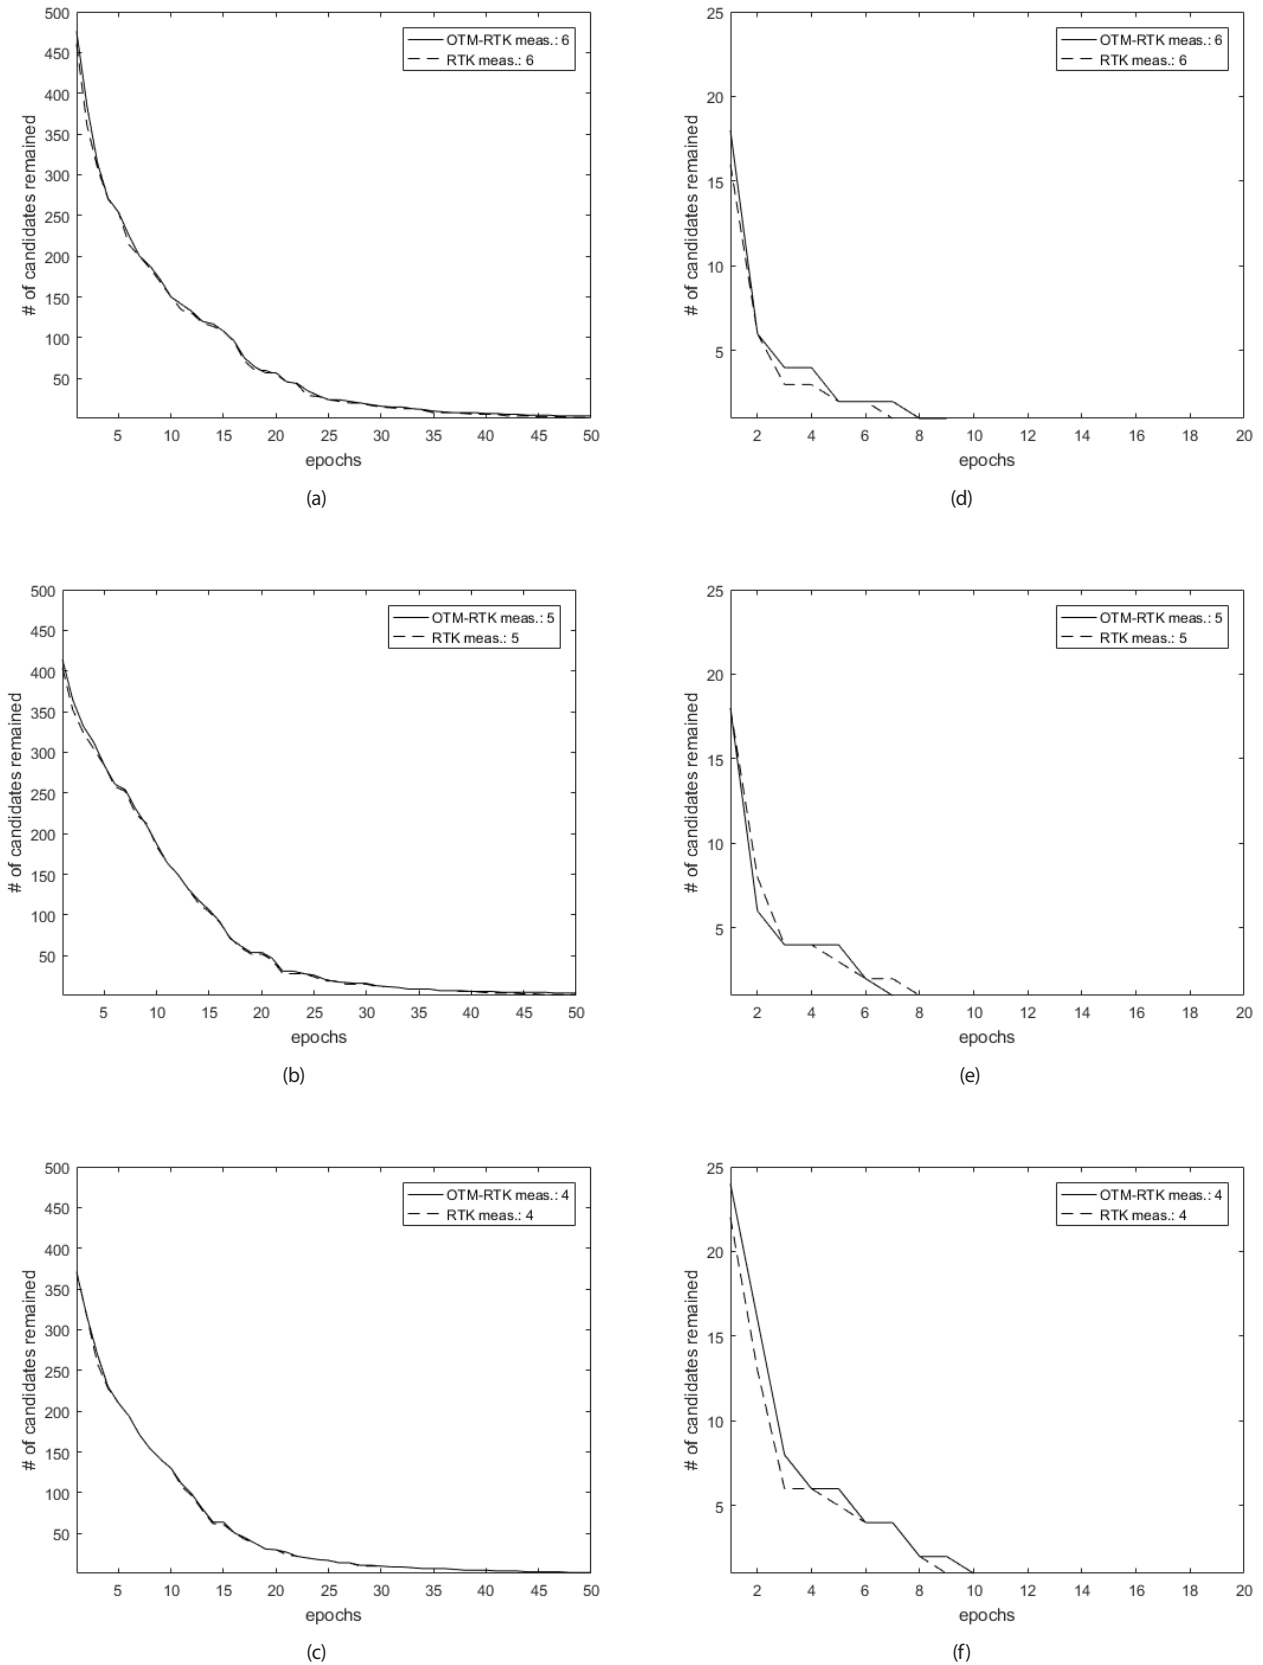 500
450
400
350
300
250
200
150
100
50
# of candidates remained
OTM-RTK meas.: 6
RTK meas.: 6
5 10 15 20 25 30 35 40 45 50
epochs
(a)
25
20
15
10
5
# of candidates remained
OTM-RTK meas.: 6
RTK meas.: 6
2 4 6 8 10 12 14 16 18 20
epochs
(d)
500
450
400
350
300
250
200
150
100
50
# of candidates remained
OTM-RTK meas.: 5
RTK meas.: 5
5 10 15 20 25 30 35 40 45 50
epochs
(b)
25
20
15
10
5
# of candidates remained
OTM-RTK meas.: 5
RTK meas.: 5
2 4 6 8 10 12 14 16 18 20
epochs
(e)
500
450
400
350
300
250
200
150
100
50
# of candidates remained
OTM-RTK meas.: 4
RTK meas.: 4
5 10 15 20 25 30 35 40 45 50
epochs
(c)
25
20
15
10
5
# of candidates remained
OTM-RTK meas.: 4
RTK meas.: 4
2 4 6 8 10 12 14 16 18 20
epochs
(f)